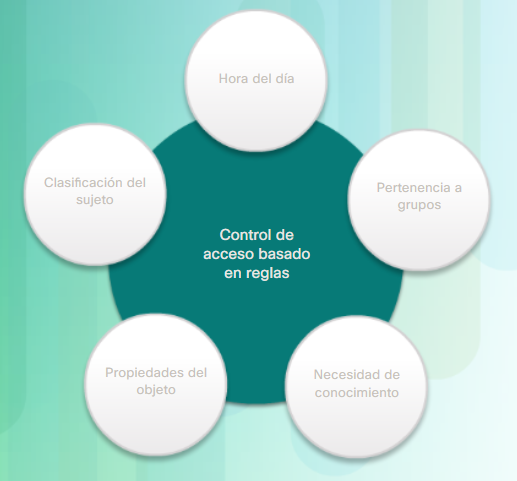 Hora del día
Clasificación del
sujeto
Pertenencia a
grupos
Control de
acceso basado
en reglas
Propiedades del
objeto
Necesidad de
conocimiento